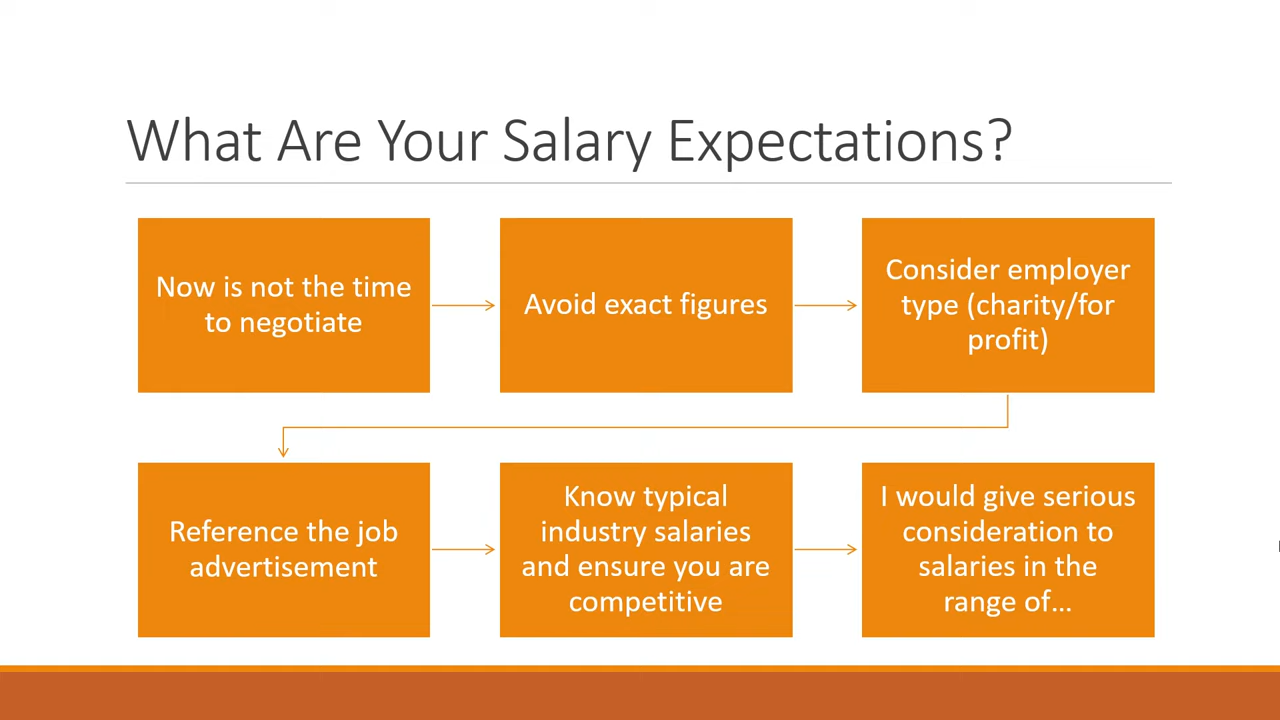 What Are Your Salary Expectations?
Now is not the time
to negotiate
Avoid exact figures
Consider employer
type (charity/for
profit)
Reference the job
advertisement
Know typical
industry salaries
and ensure you are
competitive
I would give serious
consideration to
salaries in the
range of…